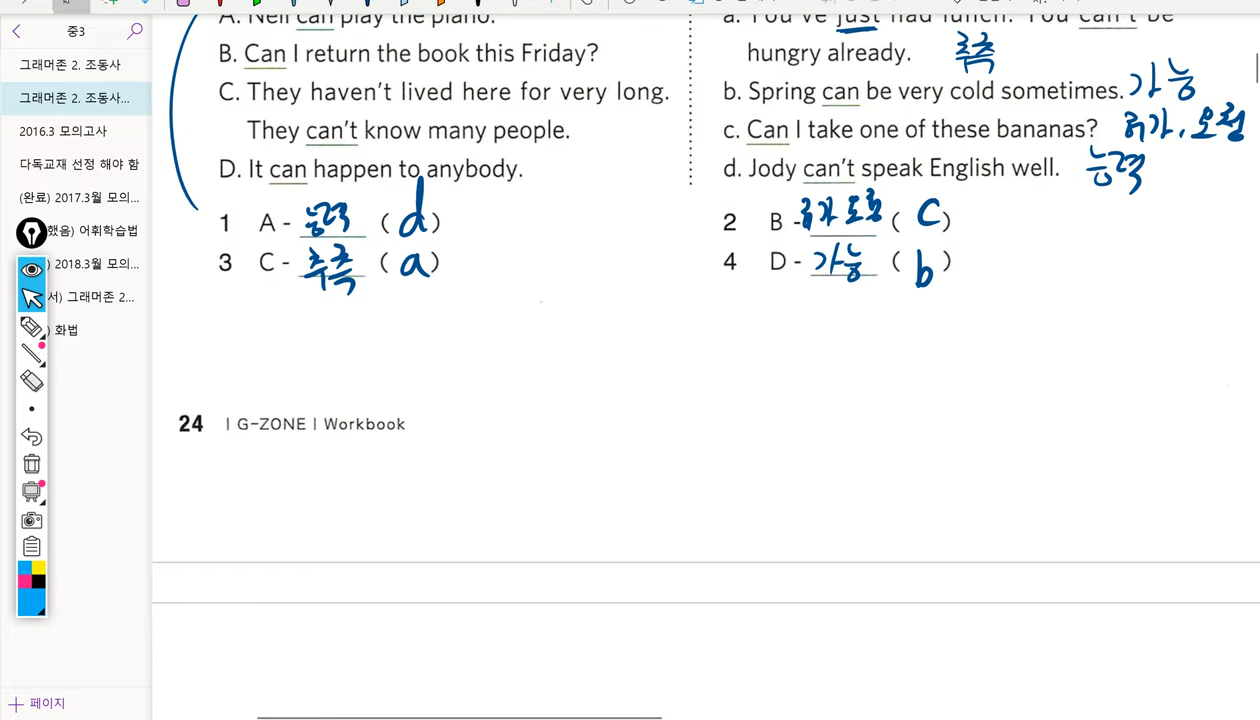 중3
그래머존 2. 조동사
그래머존 2. 조동사...
2016.3 모의고사
다독교재 선정 해야 함
(완료) 2017.3월 모의...
했음) 어휘학습법
) 2018.3월 모의...
서) 그래머존 2...
) 화법
페이지
A. Neil can play the piano.
B. Can I return the book this Friday?
C. They haven't lived here for very long.
They can't know many people.
D. It can happen to anybody.
a. You've just had lunch. You can't be
hungry already. 추측
b. Spring can be very cold sometimes. 가능
c. Can I take one of these bananas? 허가, 요청
d. Jody can't speak English well. 능력
1 A - 능력 ( d )
2 B - 허가 요청 ( c )
3 C - 추측 ( a )
4 D - 가능 ( b )
24 | G-ZONE | Workbook